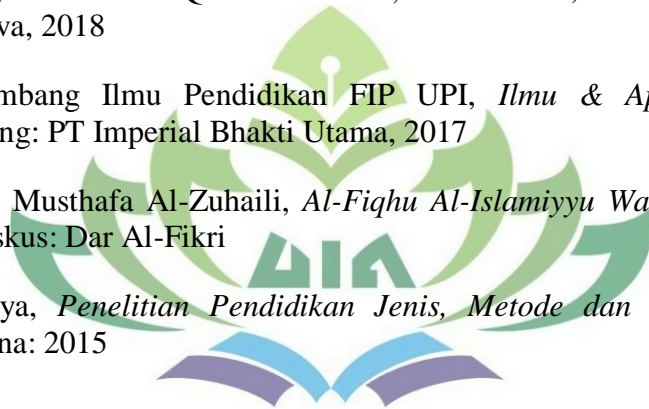 va, 2018
mbang Ilmu Pendidikan FIP UPI, Ilmu & Ap
ng: PT Imperial Bhakti Utama, 2017
Musthafa Al-Zuhaili, Al-Fiqhu Al-Islamiyyu Wa
skus: Dar Al-Fikri
UIN
ya, Penelitian Pendidikan Jenis, Metode dan
na: 2015